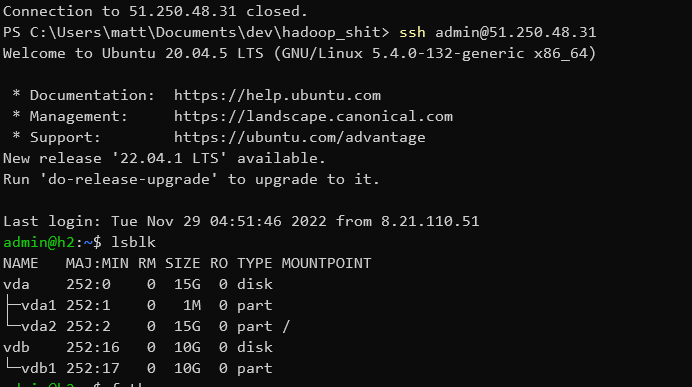 Connection to 51.250.48.31 closed.
PS C:\Users\matt\Documents\dev\hadoop_shit> ssh admin@51.250.48.31
Welcome to Ubuntu 20.04.5 LTS (GNU/Linux 5.4.0-132-generic x86_64)
* Documentation: https://help.ubuntu.com
* Management: https://landscape.canonical.com
* Support: https://ubuntu.com/advantage
New release '22.04.1 LTS' available.
Run 'do-release-upgrade' to upgrade to it.
Last login: Tue Nov 29 04:51:46 2022 from 8.21.110.51
admin@h2:~$ lsblk
NAME MAJ:MIN RM SIZE RO TYPE MOUNTPOINT
vda 252:0 0 15G 0 disk
├─vda1 252:1 0 1M 0 part
└─vda2 252:2 0 15G 0 part /
vdb 252:16 0 10G 0 disk
└─vdb1 252:17 0 10G 0 part